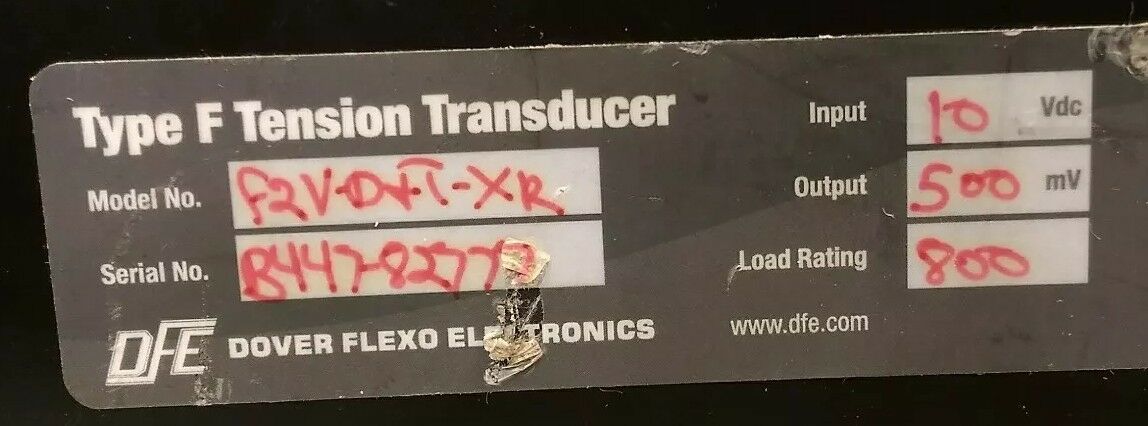 Type F Tension Transducer
Model No. F2V-D+T-XR
Serial No.
DFE DOVER FLEXO ELECTRONICS
Input 10 Vdc
Output 500 mV
Load Rating 800
www.dfe.com